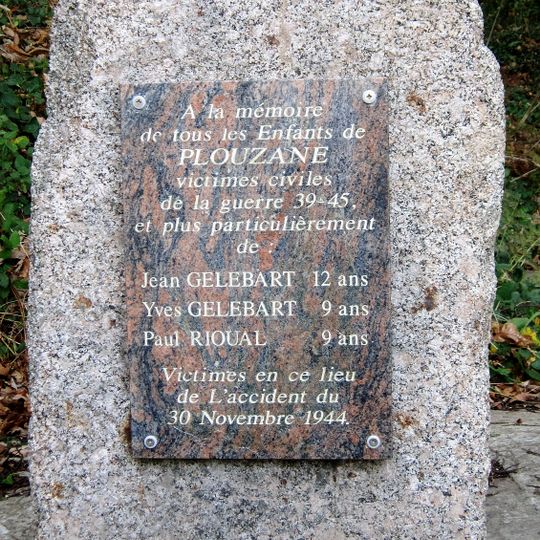 A la mémoire
de tous les Enfants de
PLOUZANE
victimes civiles
de la guerre 39-45,
et plus particulièrement
de :
Jean GELEBART 12 ans
Yves GELEBART 9 ans
Paul RIOUAL 9 ans
Victimes en ce lieu
de L'accident du
30 Novembre 1944.